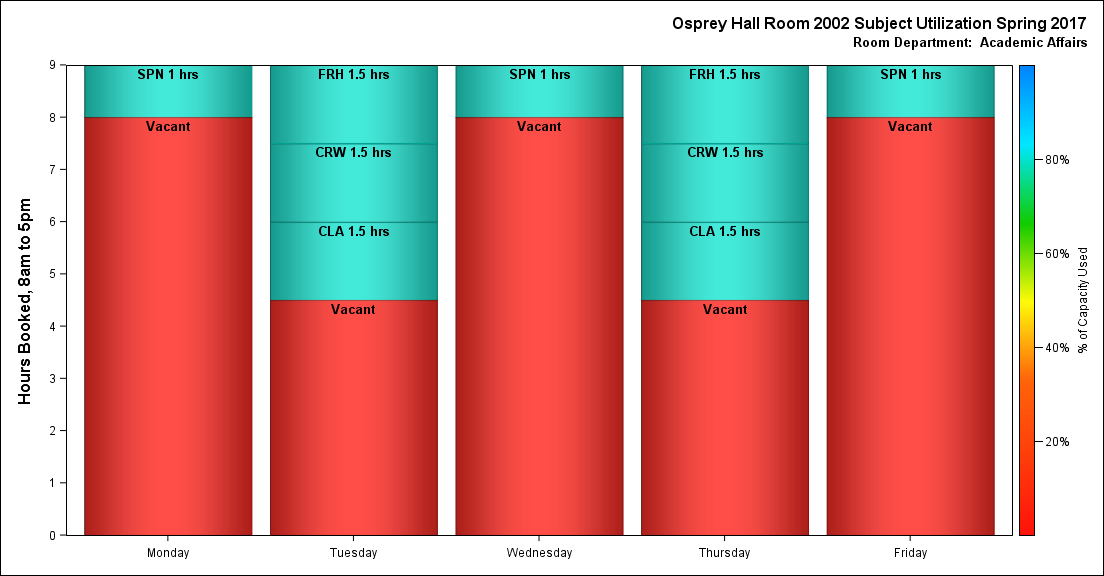 Osprey Hall Room 2002 Subject Utilization Spring 2017
Room Department:  Academic Affairs
Hours Booked, 8am to 5pm
9
8
7
6
5
4
3
2
1
0
SPN 1 hrs
Vacant
FRH 1.5 hrs
CRW 1.5 hrs
CLA 1.5 hrs
Vacant
SPN 1 hrs
Vacant
FRH 1.5 hrs
CRW 1.5 hrs
CLA 1.5 hrs
Vacant
SPN 1 hrs
Vacant
Monday
Tuesday
Wednesday
Thursday
Friday
80%
60%
40%
20%
% of Capacity Used